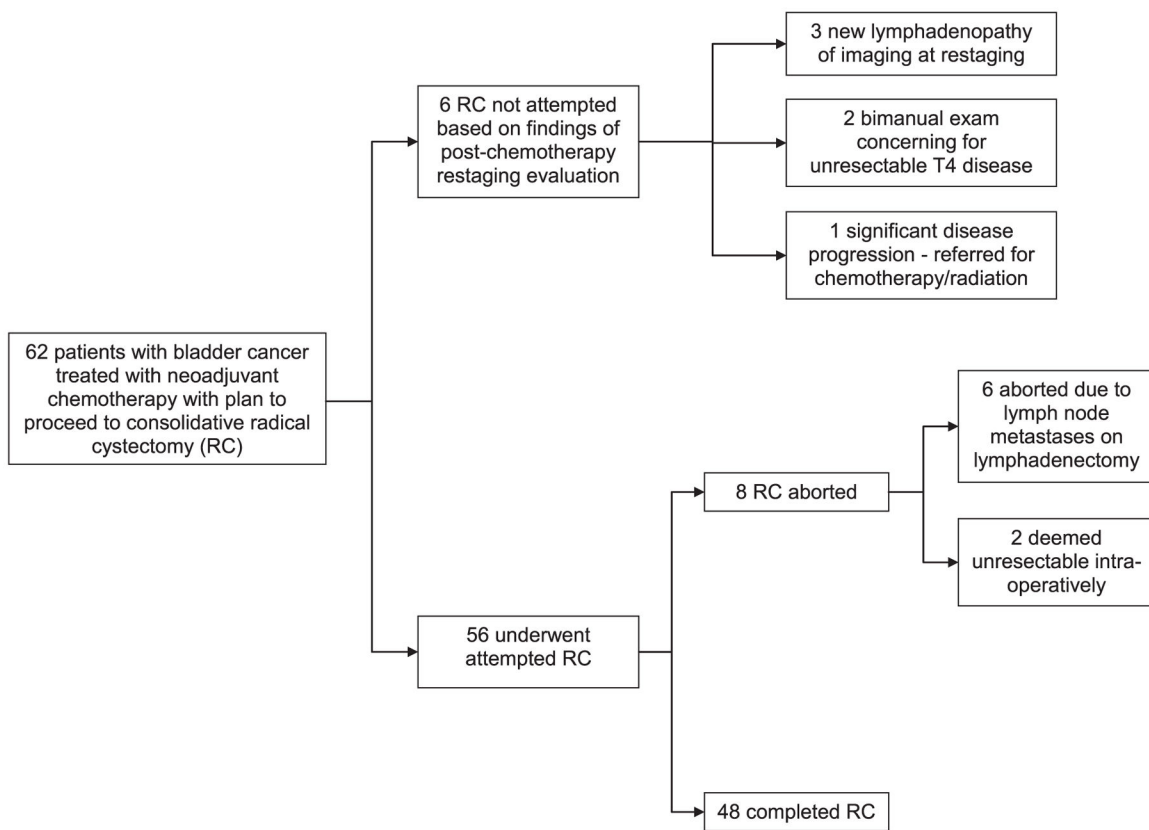 62 patients with bladder cancer
treated with neoadjuvant
chemotherapy with plan to
proceed to consolidative radical
cystectomy (RC)
6 RC not attempted
based on findings of
post-chemotherapy
restaging evaluation
3 new lymphadenopathy
of imaging at restaging
2 bimanual exam
concerning for
unresectable T4 disease
1 significant disease
progression - referred for
chemotherapy/radiation
56 underwent
attempted RC
8 RC aborted
6 aborted due to
lymph node
metastases on
lymphadenectomy
2 deemed
unresectable intra-
operatively
48 completed RC